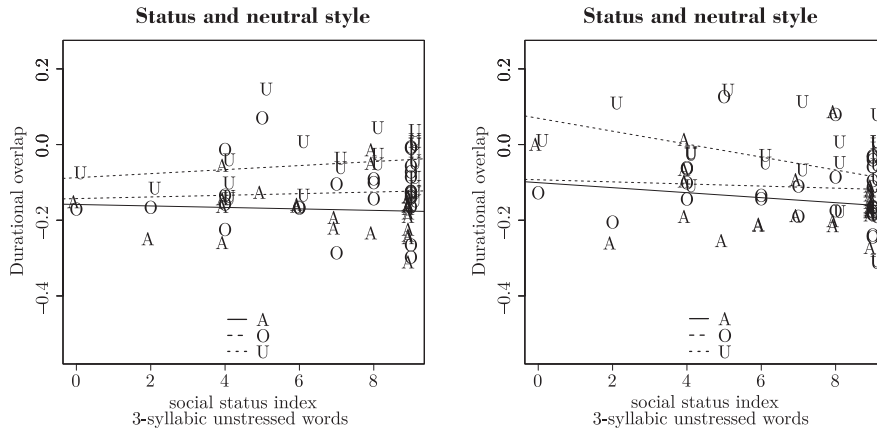 Status and neutral style
Durational overlap
0.2
0.0
−0.2
−0.4
0 2 4 6 8
social status index
3-syllabic unstressed words
A
O
U
Status and neutral style
Durational overlap
0.2
0.0
−0.2
−0.4
0 2 4 6 8
social status index
3-syllabic unstressed words
A
O
U